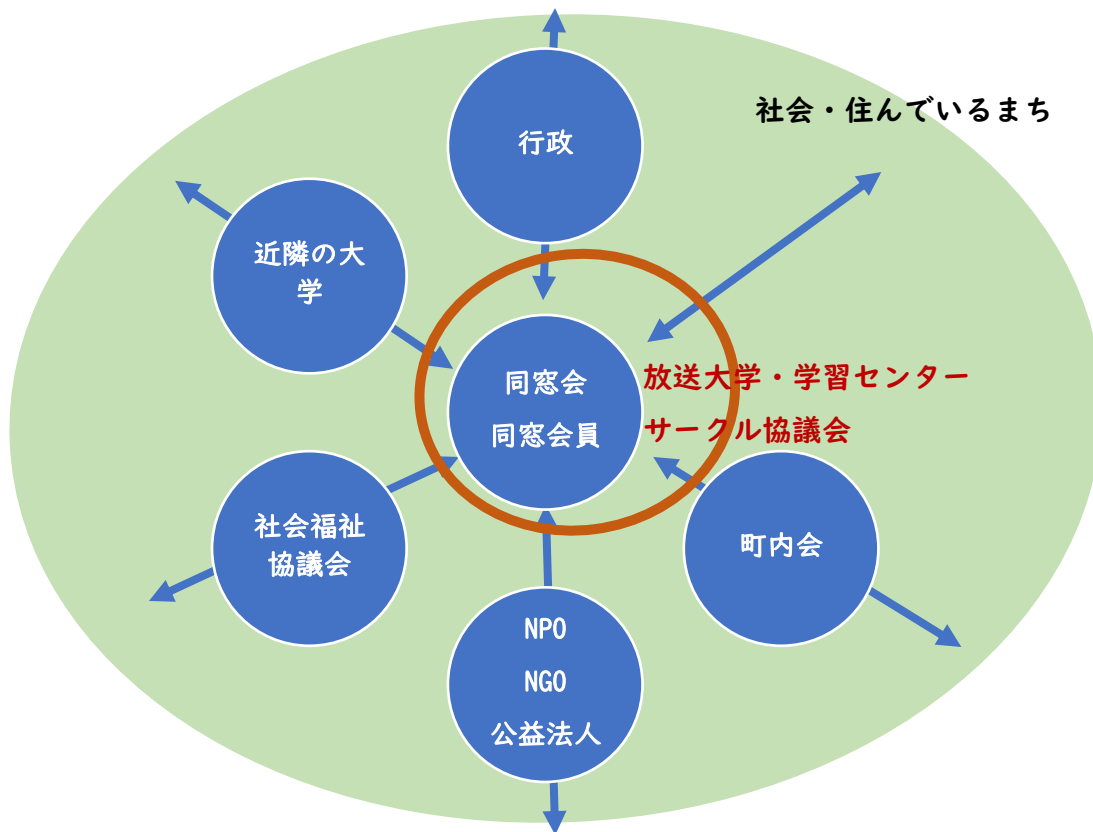 行政
社会・住んでいるまち
近隣の大
学
同窓会
同窓会員
放送大学・学習センター
サークル協議会
社会福祉
協議会
町内会
NPO
NGO
公益法人